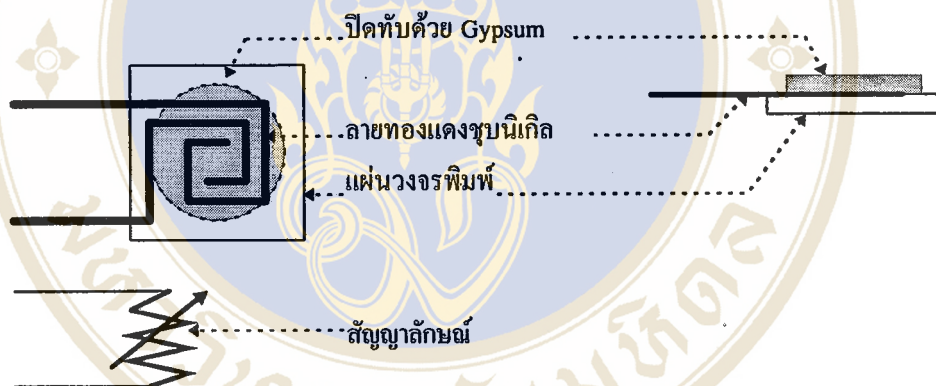 ปิดทับด้วย Gypsum
ลายทองแดงชุบนิเกิล
แผ่นวงจรพิมพ์
สัญญาลักษณ์